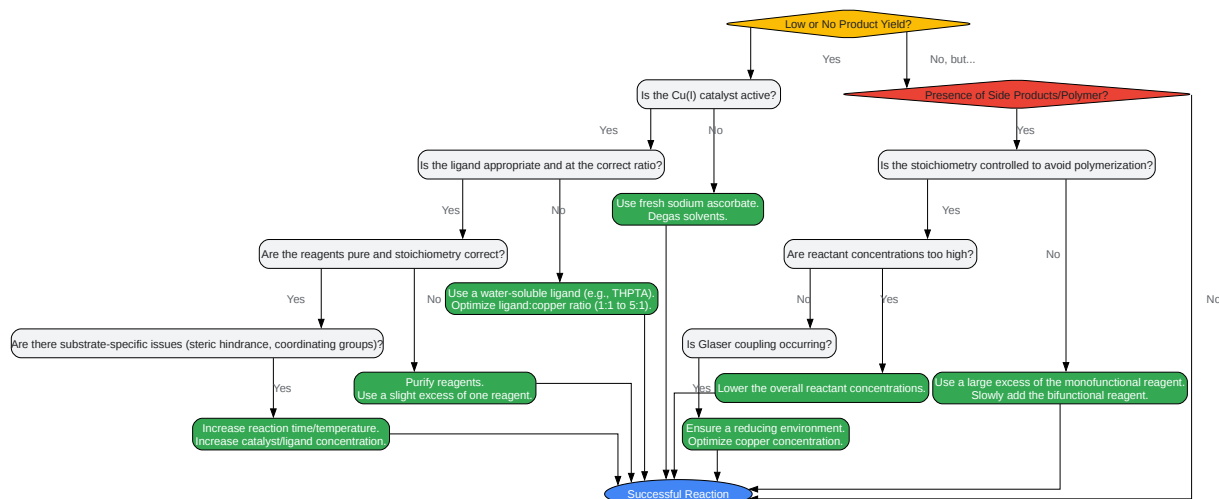 Low or No Product Yield?
Yes
No, but...
Is the Cu(I) catalyst active?
Presence of Side Products/Polymer?
Yes
No
Yes
Is the ligand appropriate and at the correct ratio?
Is the stoichiometry controlled to avoid polymerization?
Use fresh sodium ascorbate.
Degas solvents.
Yes
No
Yes
Are the reagents pure and stoichiometry correct?
Are reactant concentrations too high?
No
Use a water-soluble ligand (e.g., THPTA).
Optimize ligand:copper ratio (1:1 to 5:1).
Yes
No
No
Yes
No
Are there substrate-specific issues (steric hindrance, coordinating groups)?
Is Glaser coupling occurring?
Purify reagents.
Use a slight excess of one reagent.
Yes
Yes
Lower the overall reactant concentrations.
Use a large excess of the monofunctional reagent.
Slowly add the bifunctional reagent.
Increase reaction time/temperature.
Increase catalyst/ligand concentration.
Ensure a reducing environment.
Optimize copper concentration.
Successful Reaction